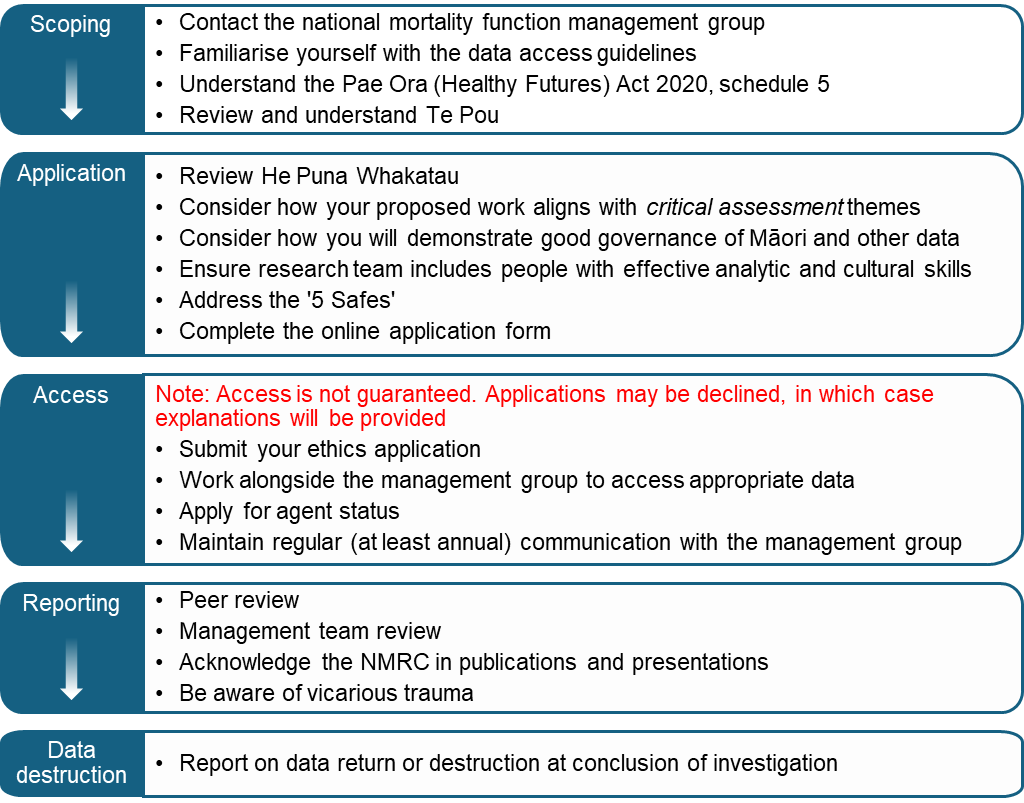 Scoping
• Contact the national mortality function management group
• Familiarise yourself with the data access guidelines
• Understand the Pae Ora (Healthy Futures) Act 2020, schedule 5
• Review and understand Te Pou
Application
• Review He Puna Whakatau
• Consider how your proposed work aligns with critical assessment themes
• Consider how you will demonstrate good governance of Māori and other data
• Ensure research team includes people with effective analytic and cultural skills
• Address the '5 Safes'
• Complete the online application form
Access
Note: Access is not guaranteed. Applications may be declined, in which case
explanations will be provided
• Submit your ethics application
• Work alongside the management group to access appropriate data
• Apply for agent status
• Maintain regular (at least annual) communication with the management group
Reporting
• Peer review
• Management team review
• Acknowledge the NMRC in publications and presentations
• Be aware of vicarious trauma
Data
destruction
• Report on data return or destruction at conclusion of investigation